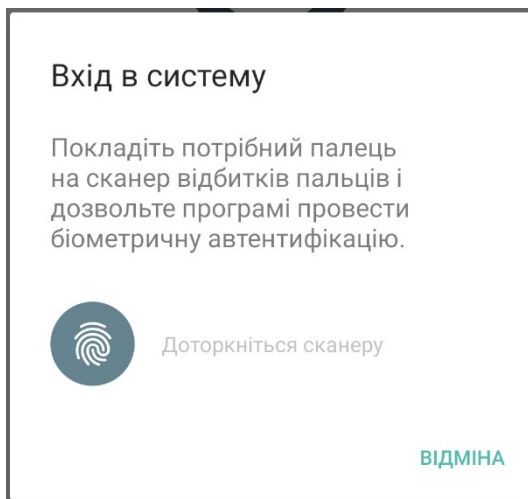 Вхід в систему
Покладіть потрібний палець
на сканер відбитків пальців і
дозвольте програмі провести
біометричну автентифікацію.
Доторкніться сканеру
ВІДМІНА